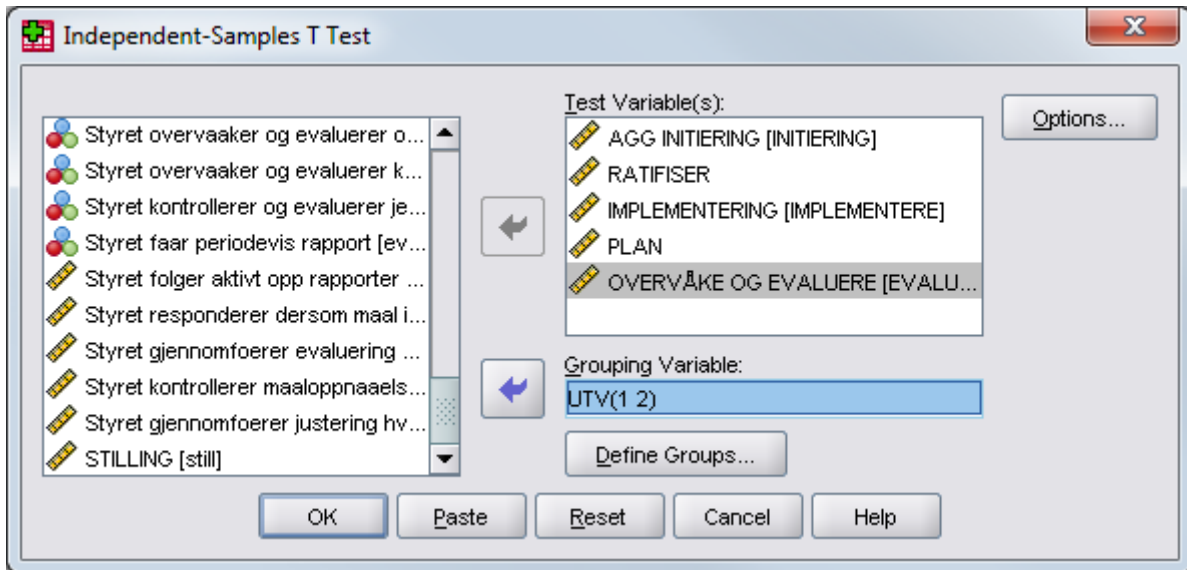 Independent-Samples T Test
Styret overvaaker og evaluerer o...
Styret overvaaker og evaluerer k...
Styret kontrollerer og evaluerer je...
Styret faar periodevis rapport [ev...
Styret folger aktivt opp rapporter ...
Styret responderer dersom maal i...
Styret gjennomfoerer evaluering ...
Styret kontrollerer maaloppnaaels...
Styret gjennomfoerer justering hv...
STILLING [still]
Test Variable(s):
AGG INITIERING [INITIERING]
RATIFISER
IMPLEMENTERING [IMPLEMENTERE]
PLAN
OVERVÅKE OG EVALUERE [EVALU...
Grouping Variable:
UTV(1 2)
Define Groups...
Options...
OK
Paste
Reset
Cancel
Help